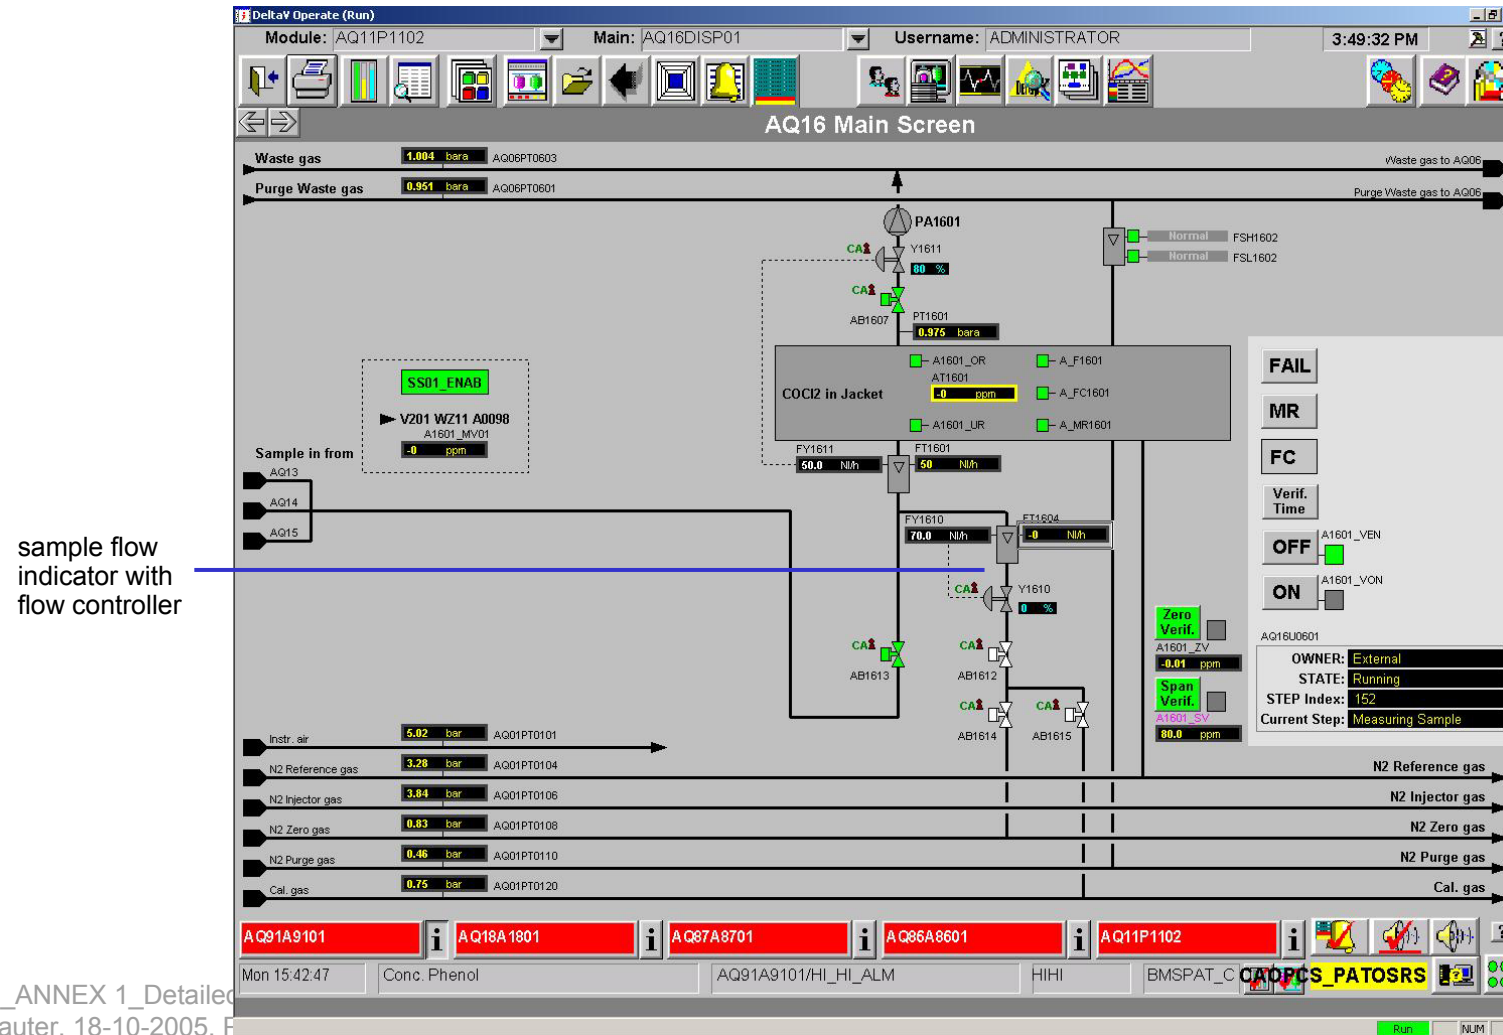 DeltaV Operate (Run)
Module: AQ11P1102 Main: AQ16DISP01 Username: ADMINISTRATOR 3:49:32 PM
AQ16 Main Screen
Waste gas 1.004 bara AQ06PT0603 Waste gas to AQ06
Purge Waste gas 0.951 bara AQ06PT0601 Purge Waste gas to AQ06
PA1601
Normal FSH1602
CA Y1611
Normal FSL1602
80 %
CA
AB1607 PT1601
0.975 bara
A1601_OR A_F1601
FAIL
SS01_ENAB
AT1601
COCl2 in Jacket -0 ppm A_FC1601
MR
V201 WZ11 A0098
A1601_MV01
A1601_UR A_MR1601
-0 ppm
Sample in from
FY1611 FT1601
FC
50.0 Nl/h 50 Nl/h
AQ13
Verif.
Time
AQ14
FY1610 FT1604
AQ15
70.0 Nl/h -0 Nl/h
A1601_VEN
OFF
sample flow
indicator with
flow controller
A1601_VON
ON
CA Y1610
0 %
Zero
Verif.
AQ16U0601
A1601_ZV
-0.01 ppm
CA CA
AB1613 AB1612
OWNER: External
STATE: Running
STEP Index: 152
Current Step: Measuring Sample
Span
Verif.
A1601_SV
80.0 ppm
CA CA
AB1614 AB1615
Instr. air 5.02 bar AQ01PT0101
N2 Reference gas 3.28 bar AQ01PT0104 N2 Reference gas
N2 Injector gas 3.84 bar AQ01PT0106 N2 Injector gas
N2 Zero gas 0.83 bar AQ01PT0108 N2 Zero gas
N2 Purge gas 0.46 bar AQ01PT0110 N2 Purge gas
Cal. gas 0.75 bar AQ01PT0120 Cal. gas
AQ91A9101 i AQ18A1801 i AQ87A8701 i AQ86A8601 i AQ11P1102 i
Mon 15:42:47 Conc. Phenol AQ91A9101/HI_HI_ALM HIHI BMSPAT_C CAOPCS_PATOSRS
_ANNEX 1_Detailed
auter, 18-10-2005,
Run NUM